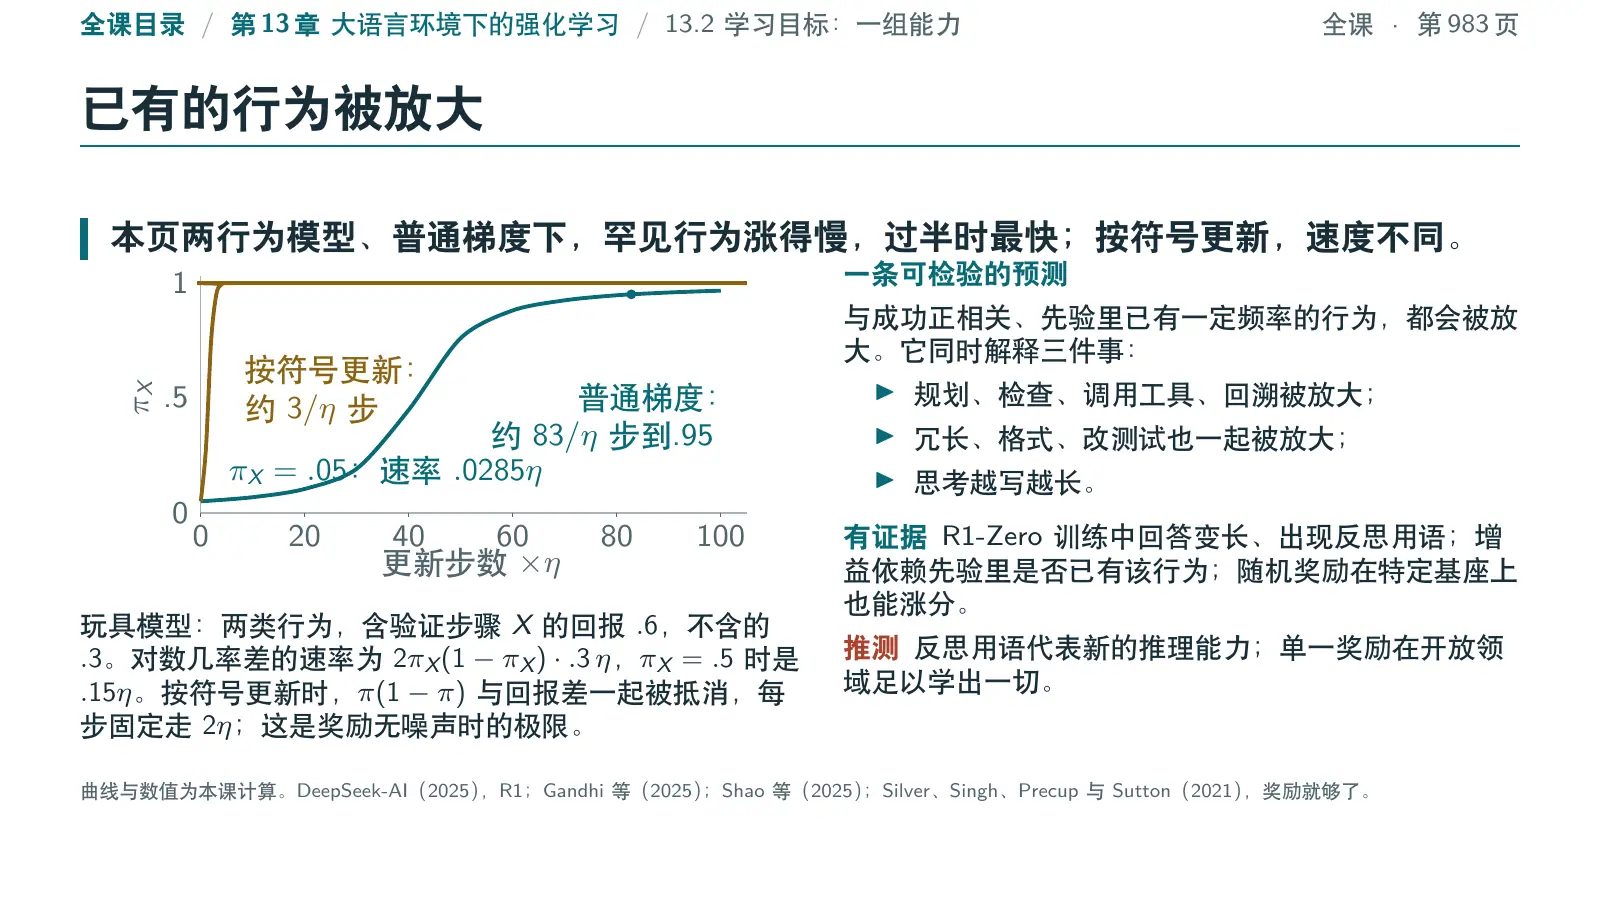 全课目录 / 第 13 章 大语言环境下的强化学习 / 13.2 学习目标：一组能力
全课 · 第 983 页
已有的行为被放大
本页两行为模型、普通梯度下，罕见行为涨得慢，过半时最快；按符号更新，速度不同。
1
.5
0
πX
按符号更新：
约 3/η 步
普通梯度：
约 83/η 步到.95
πX = .05：速率 .0285η
0 20 40 60 80 100
更新步数 ×η
玩具模型：两类行为，含验证步骤 X 的回报 .6，不含的
.3。对数几率差的速率为 2πX(1 − πX) · .3 η，πX = .5 时是
.15η。按符号更新时，π(1 − π) 与回报差一起被抵消，每
步固定走 2η；这是奖励无噪声时的极限。
一条可检验的预测
与成功正相关、先验里已有一定频率的行为，都会被放
大。它同时解释三件事：
▶ 规划、检查、调用工具、回溯被放大；
▶ 冗长、格式、改测试也一起被放大；
▶ 思考越写越长。
有证据 R1-Zero 训练中回答变长、出现反思用语；增
益依赖先验里是否已有该行为；随机奖励在特定基座上
也能涨分。
推测 反思用语代表新的推理能力；单一奖励在开放领
域足以学出一切。
曲线与数值为本课计算。DeepSeek-AI（2025），R1；Gandhi 等（2025）；Shao 等（2025）；Silver、Singh、Precup 与 Sutton（2021），奖励就够了。